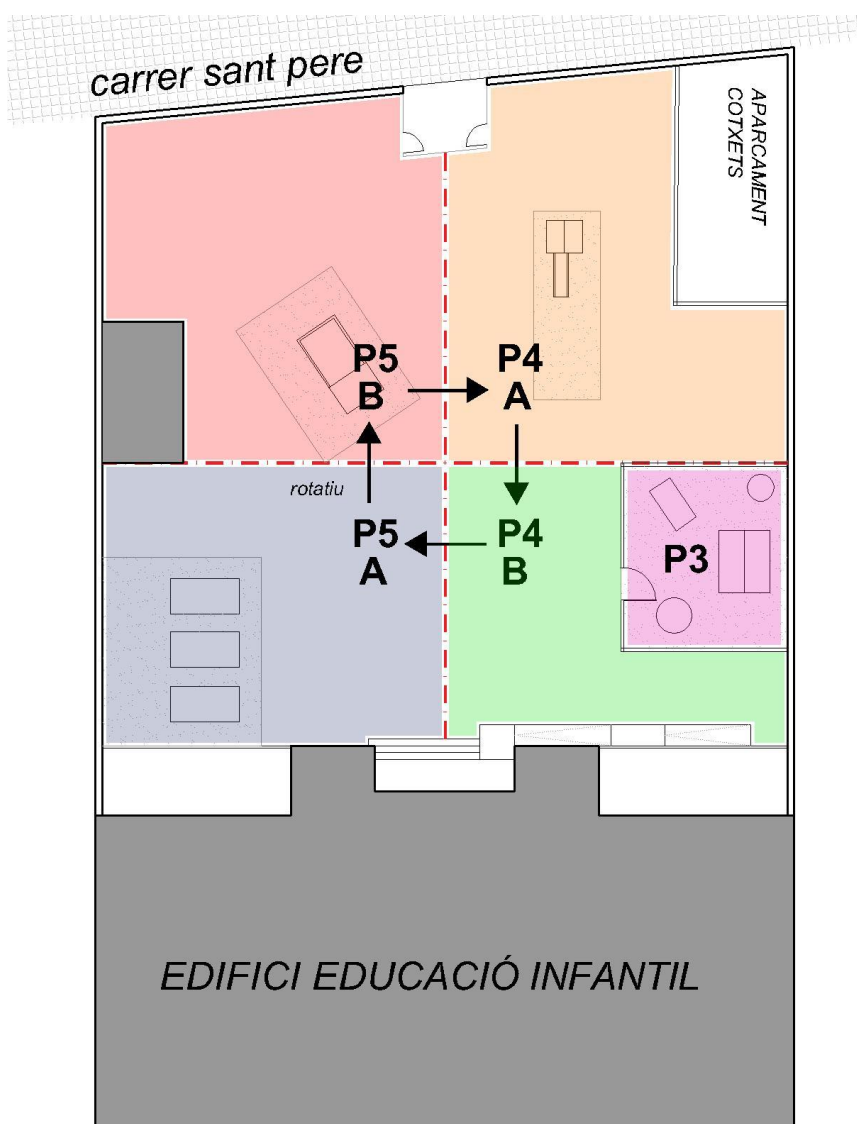 carrer sant pere
APARCAMENT
COTXETS
P5
B
P4
A
rotatiu
P5
A
P4
B
P3
EDIFICI EDUCACIÓ INFANTIL